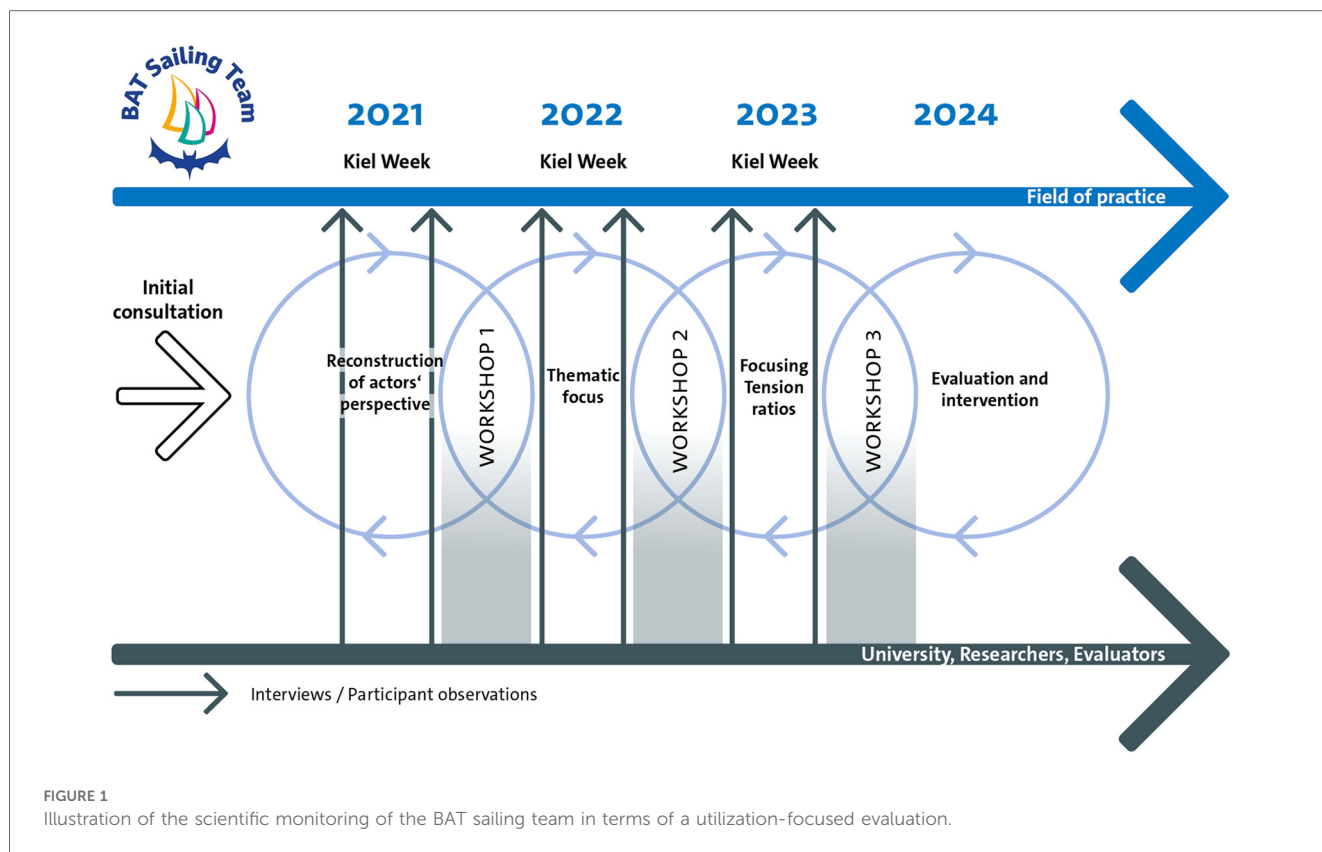 BAT Sailing Team
2021
2022
2023
2024
Kiel Week
Kiel Week
Kiel Week
Field of practice
Initial
consultation
Reconstruction
of actors‘
perspective
WORKSHOP 1
Thematic
focus
WORKSHOP 2
Focusing
Tension
ratios
WORKSHOP 3
Evaluation and
intervention
University, Researchers, Evaluators
Interviews / Participant observations
FIGURE 1
Illustration of the scientific monitoring of the BAT sailing team in terms of a utilization-focused evaluation.